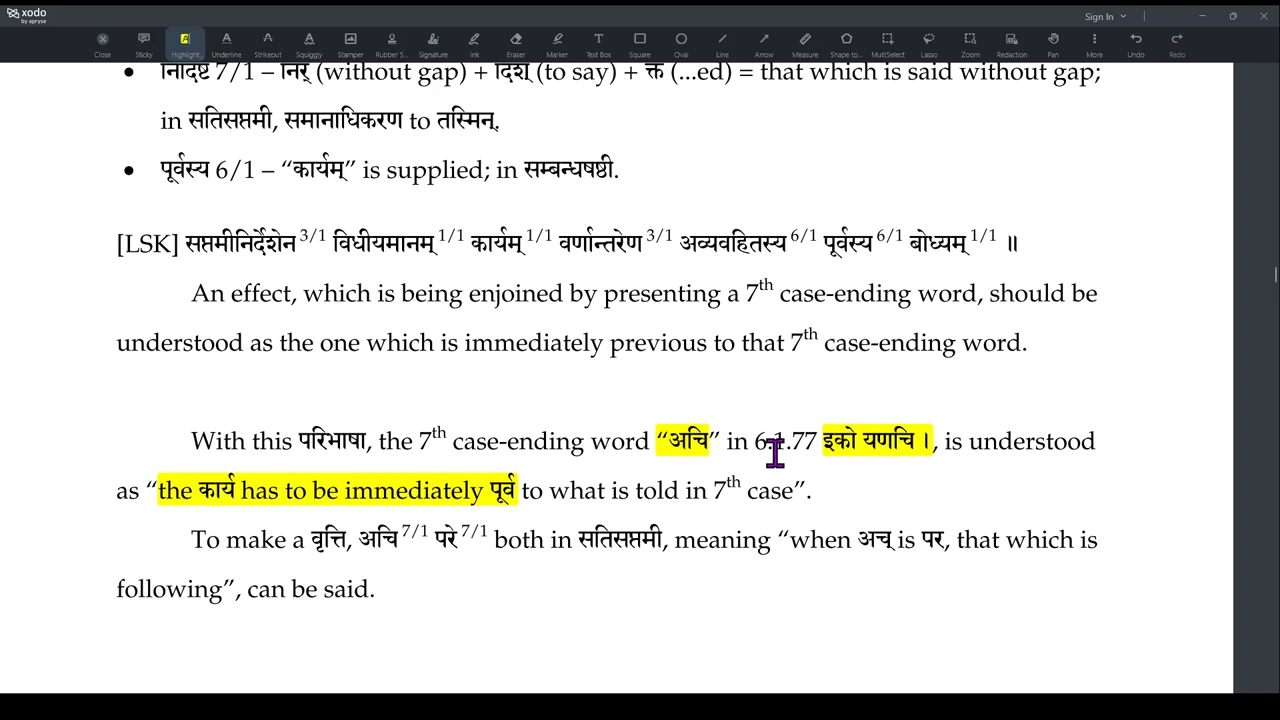 xodo
by apryse
Sign In
Close Sticky Highlight Underline Strikeout Squiggly Stamper Rubber S... Signature Ink Eraser Marker Text Box Square Oval Line Arrow Measure Shape to... MultiSelect Lasso Zoom Redaction Pan More Undo Redo
• निर्दिष्टे 7/1 – निर् (without gap) + दिश् (to say) + क्त (...ed) = that which is said without gap;
in सतिसप्तमी, समानाधिकरण to तस्मिन्.
• पूर्वस्य 6/1 – “कार्यम्” is supplied; in सम्बन्धषष्ठी.
[LSK] सप्तमीनिर्देशेन 3/1 विधीयमानम् 1/1 कार्यम् 1/1 वर्णान्तरेण 3/1 अव्यवहितस्य 6/1 पूर्वस्य 6/1 बोध्यम् 1/1 ॥
An effect, which is being enjoined by presenting a 7th case-ending word, should be
understood as the one which is immediately previous to that 7th case-ending word.
With this परिभाषा, the 7th case-ending word “अचि” in 6.1.77 इको यणचि ।, is understood
as “the कार्य has to be immediately पूर्व to what is told in 7th case”.
To make a वृत्ति, अचि 7/1 परे 7/1 both in सतिसप्तमी, meaning “when अच् is पर, that which is
following”, can be said.